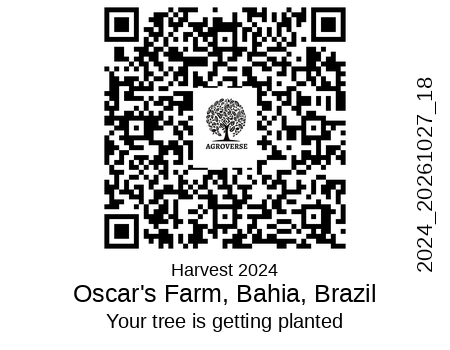 AGROVERSE
Harvest 2024
Oscar's Farm, Bahia, Brazil
Your tree is getting planted
2024_20261027_18